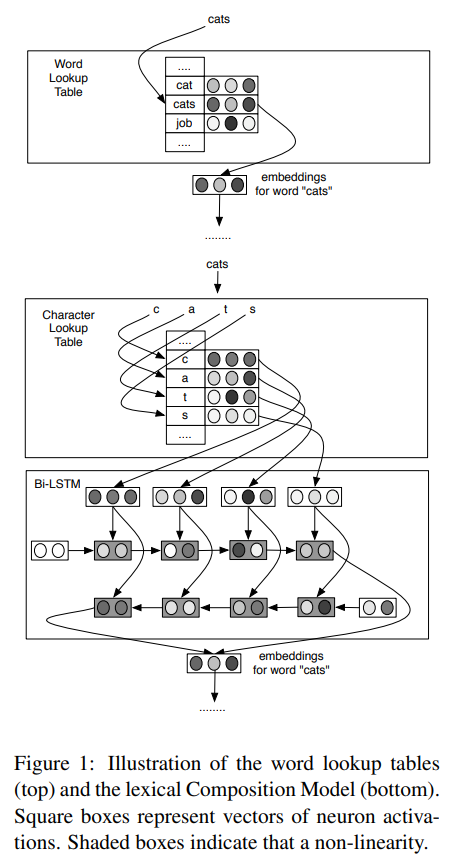 cats
Word
Lookup
Table
....
cat
cats
job
....
embeddings
for word "cats"
........
cats
Character
Lookup
Table
c a t s
....
c
a
t
s
....
Bi-LSTM
embeddings
for word "cats"
........
Figure 1: Illustration of the word lookup tables
(top) and the lexical Composition Model (bottom).
Square boxes represent vectors of neuron activa-
tions. Shaded boxes indicate that a non-linearity.